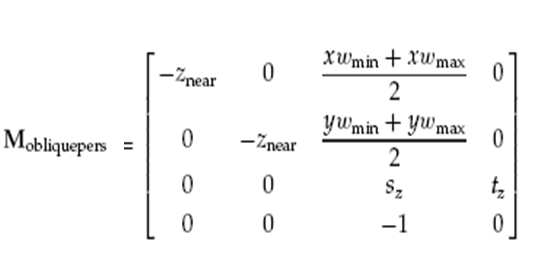 M_obliquepers = [ -z_near 0 (xw_min + xw_max)/2 0
0 -z_near (yw_min + yw_max)/2 0
0 0 s_z t_z
0 0 -1 0 ]